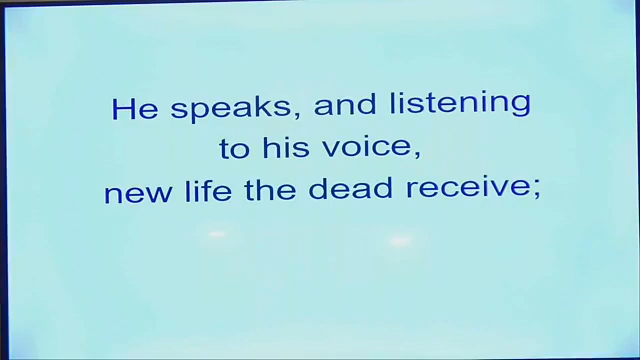 He speaks, and listening
to his voice,
new life the dead receive;